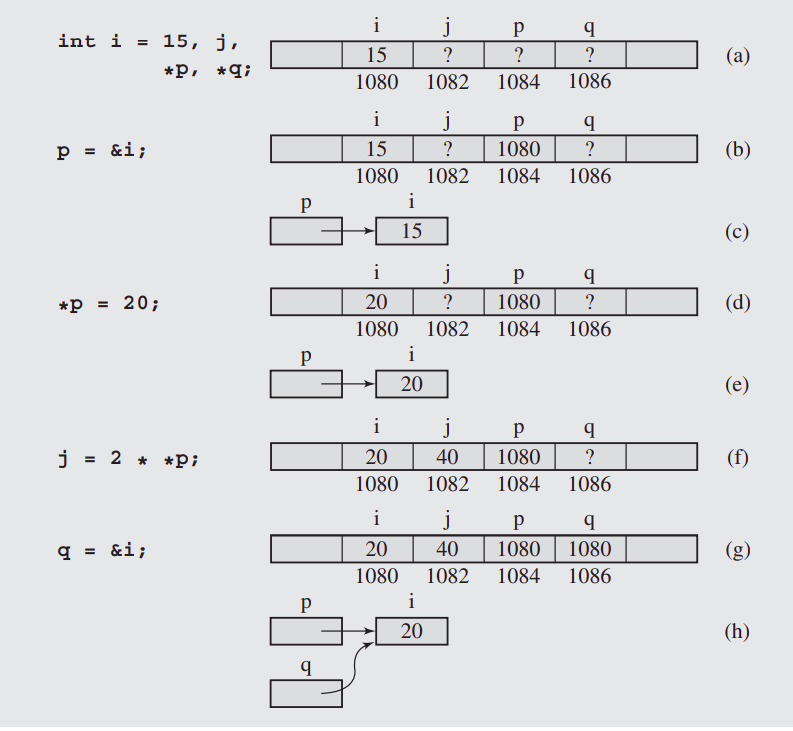 i j p q
int i = 15, j,
15 ? ? ? (a)
*p, *q;
1080 1082 1084 1086
i j p q
p = &i; 15 ? 1080 ? (b)
1080 1082 1084 1086
p i
15 (c)
i j p q
*p = 20; 20 ? 1080 ? (d)
1080 1082 1084 1086
p i
20 (e)
i j p q
j = 2 * *p; 20 40 1080 ? (f)
1080 1082 1084 1086
i j p q
q = &i; 20 40 1080 1080 (g)
1080 1082 1084 1086
p i
20 (h)
q